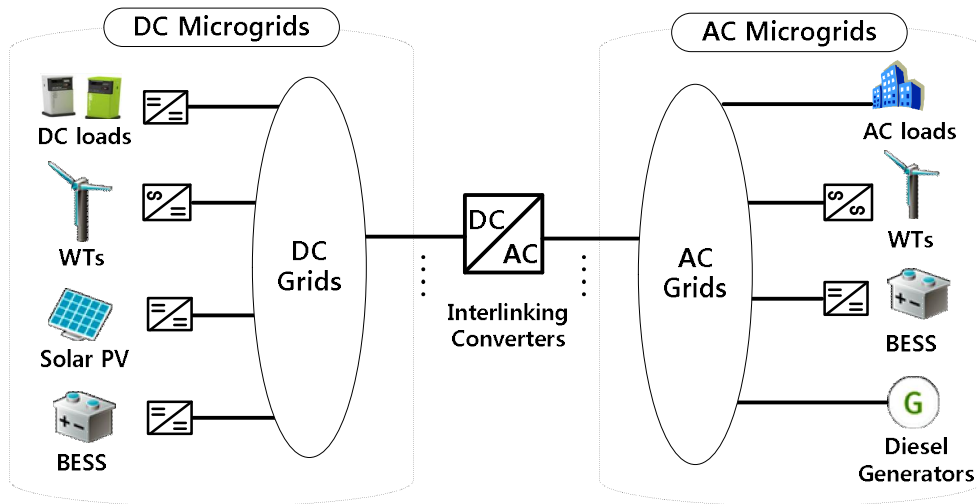 DC Microgrids
DC loads
WTs
Solar PV
BESS
DC
Grids
DC
AC
Interlinking
Converters
AC Microgrids
AC
Grids
AC loads
WTs
BESS
G
Diesel
Generators